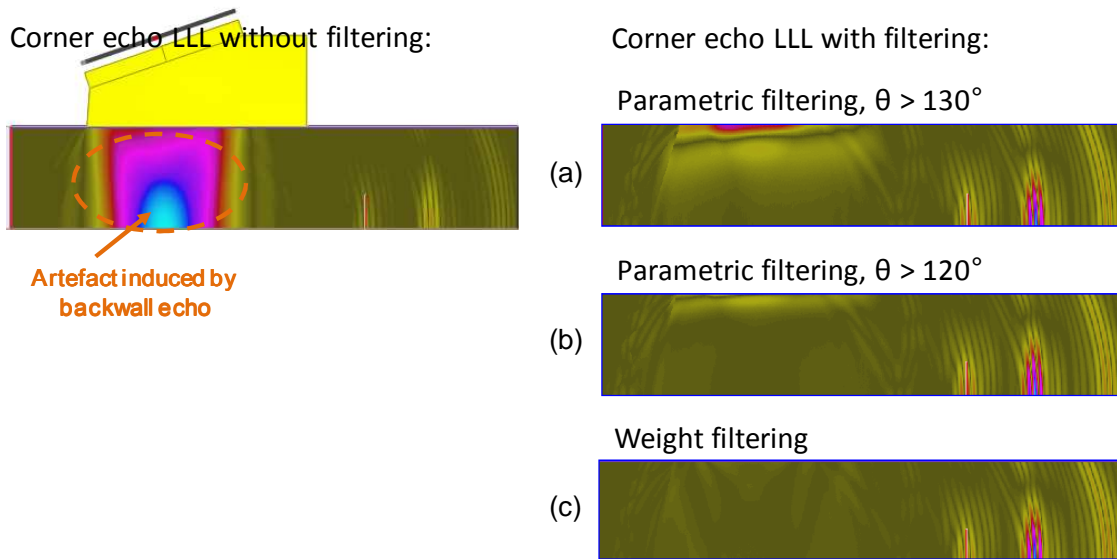 Corner echo LLL without filtering:
Artefact induced by
backwall echo
Corner echo LLL with filtering:
Parametric filtering, θ > 130°
(a)
Parametric filtering, θ > 120°
(b)
Weight filtering
(c)